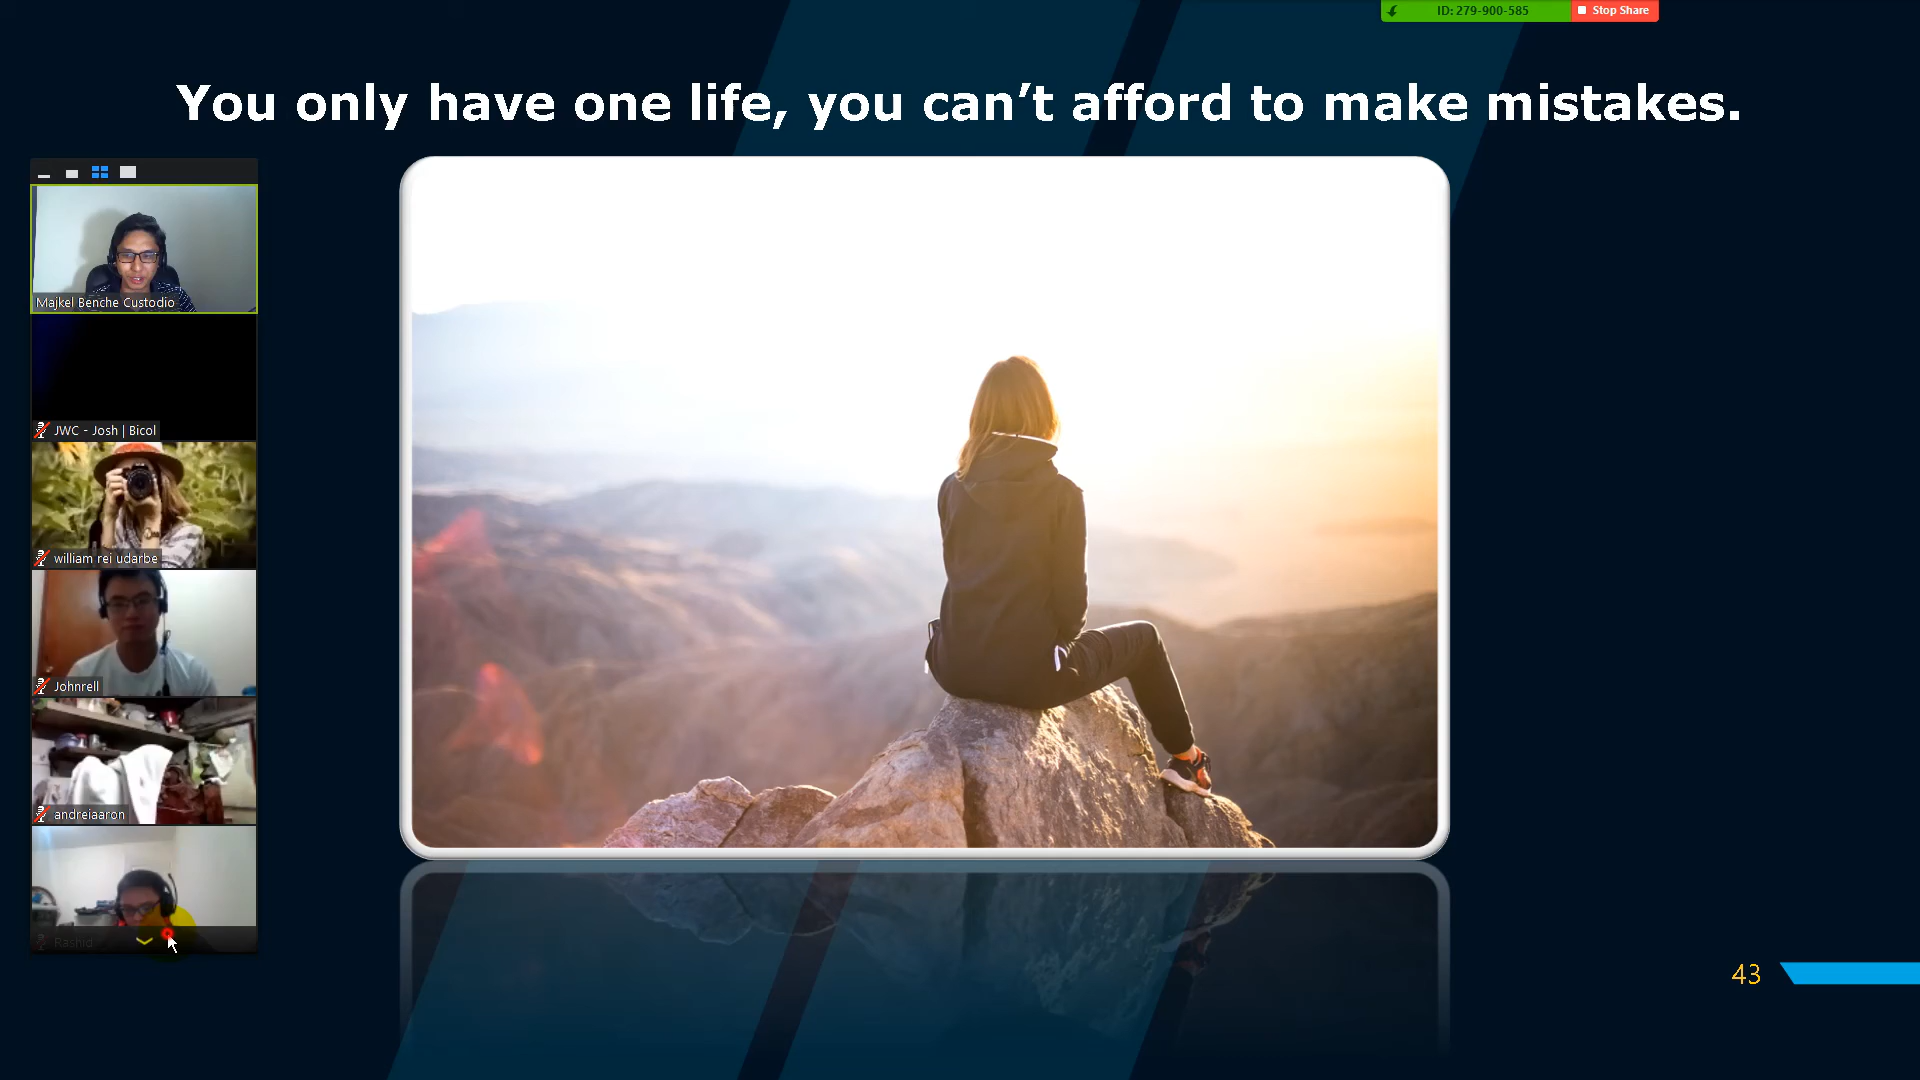 ID: 279-900-585
Stop Share
You only have one life, you can’t afford to make mistakes.
Majkel Benche Custodio
JWC - Josh | Bicol
william rei udarbe
Johnrell
andreiaaron
Rashid
43